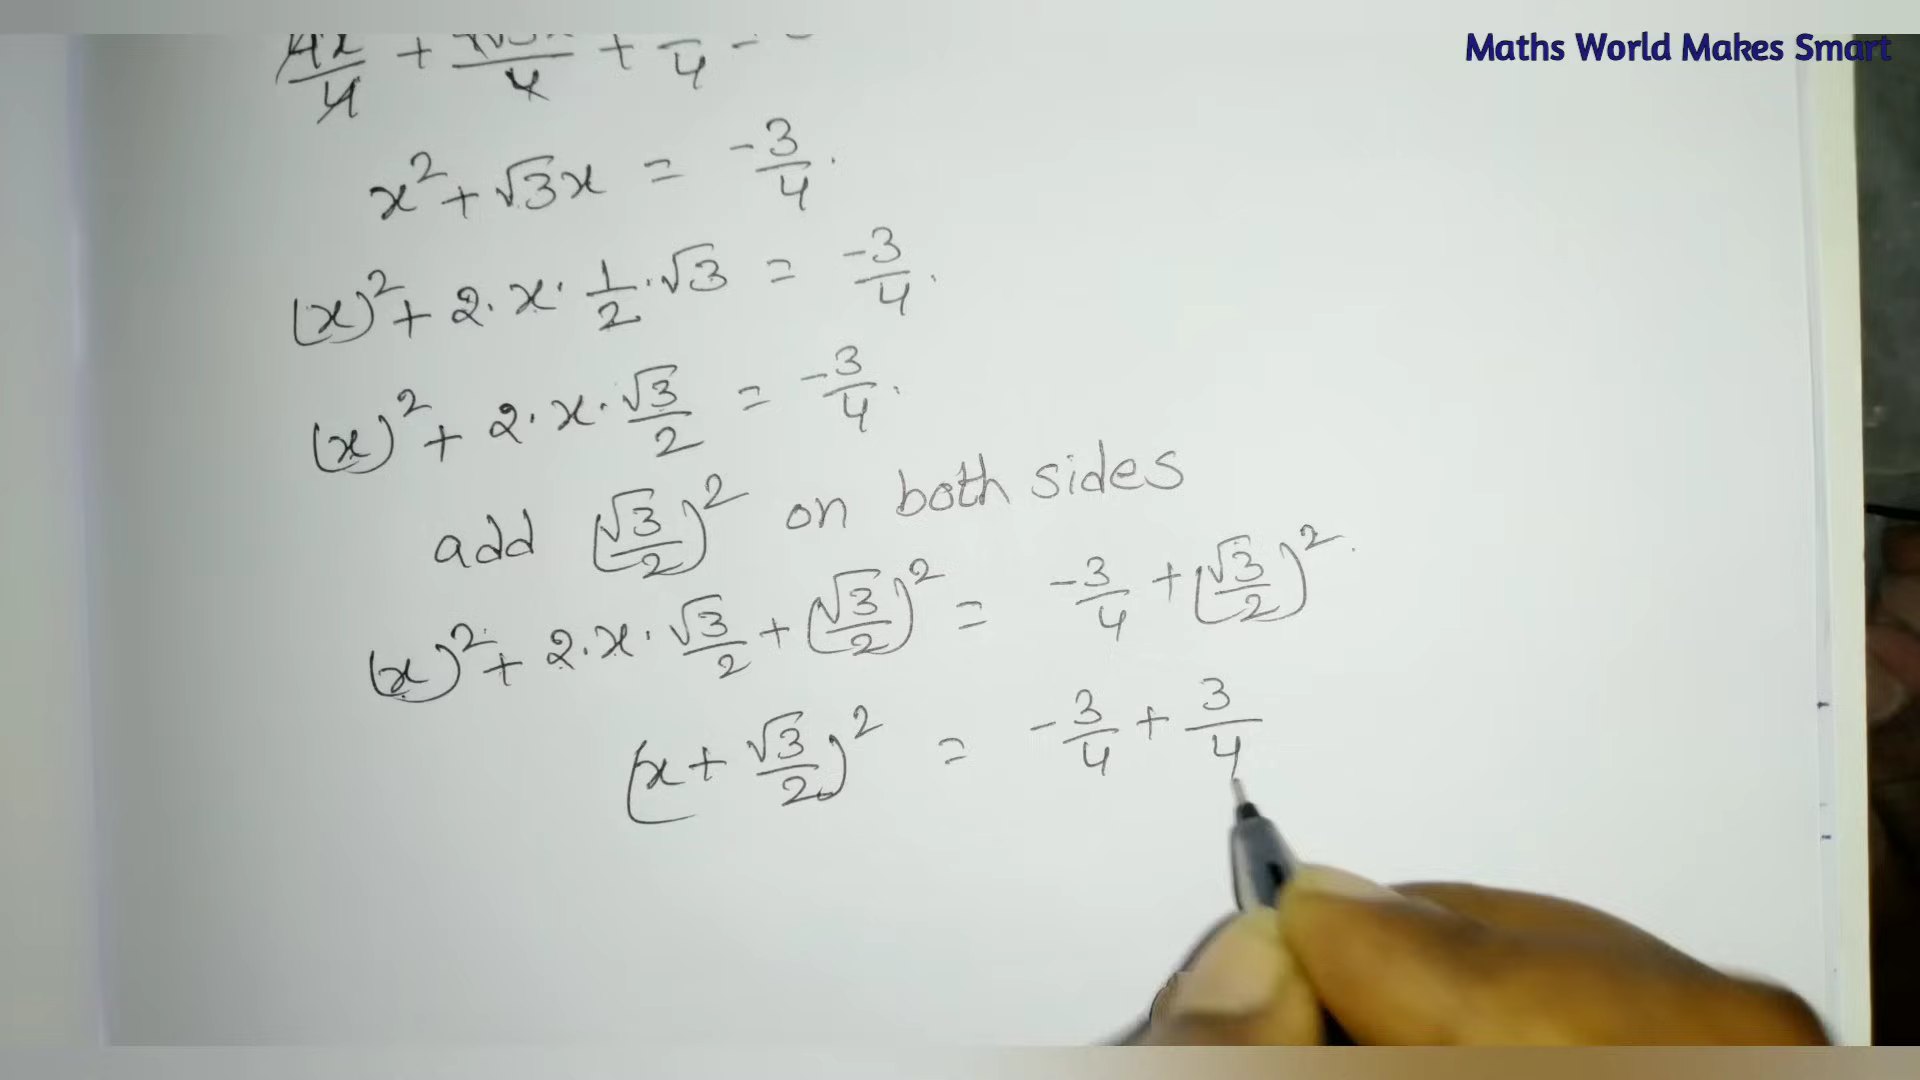 Maths World Makes Smart
x² + √3x = -3/4.
(x)² + 2·x·1/2·√3 = -3/4.
(x)² + 2·x·√3/2 = -3/4.
add (√3/2)² on both sides
(x)² + 2·x·√3/2 + (√3/2)² = -3/4 + (√3/2)².
(x + √3/2)² = -3/4 + 3/4